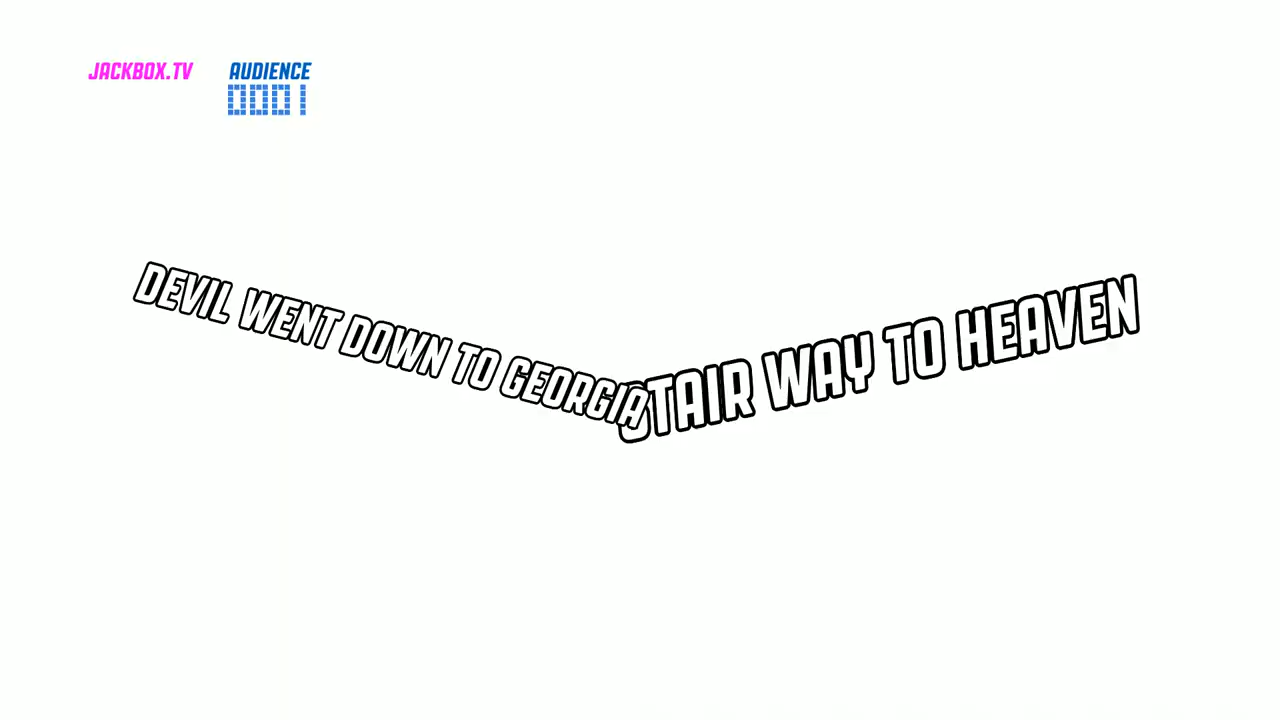 JACKBOX.TV
AUDIENCE
0001
DEVIL WENT DOWN TO GEORGIA
STAIR WAY TO HEAVEN